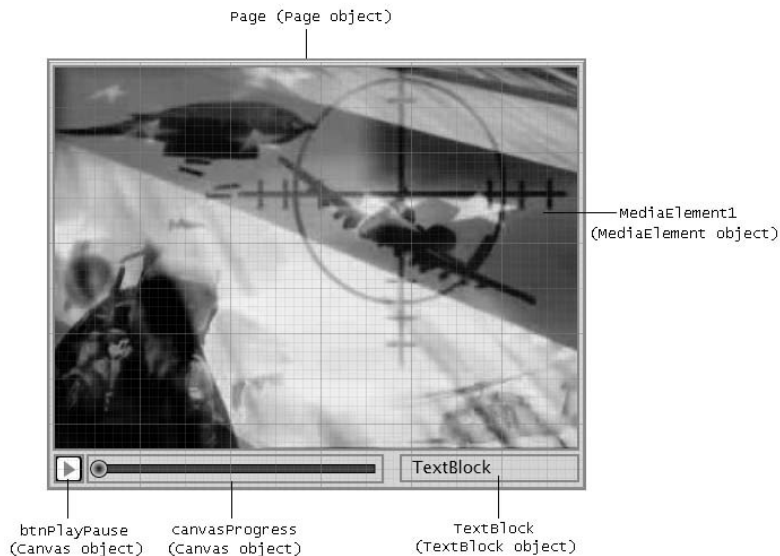 Page (Page object)
MediaElement1
(MediaElement object)
TextBlock
btnPlayPause
(Canvas object)
canvasProgress
(Canvas object)
TextBlock
(TextBlock object)